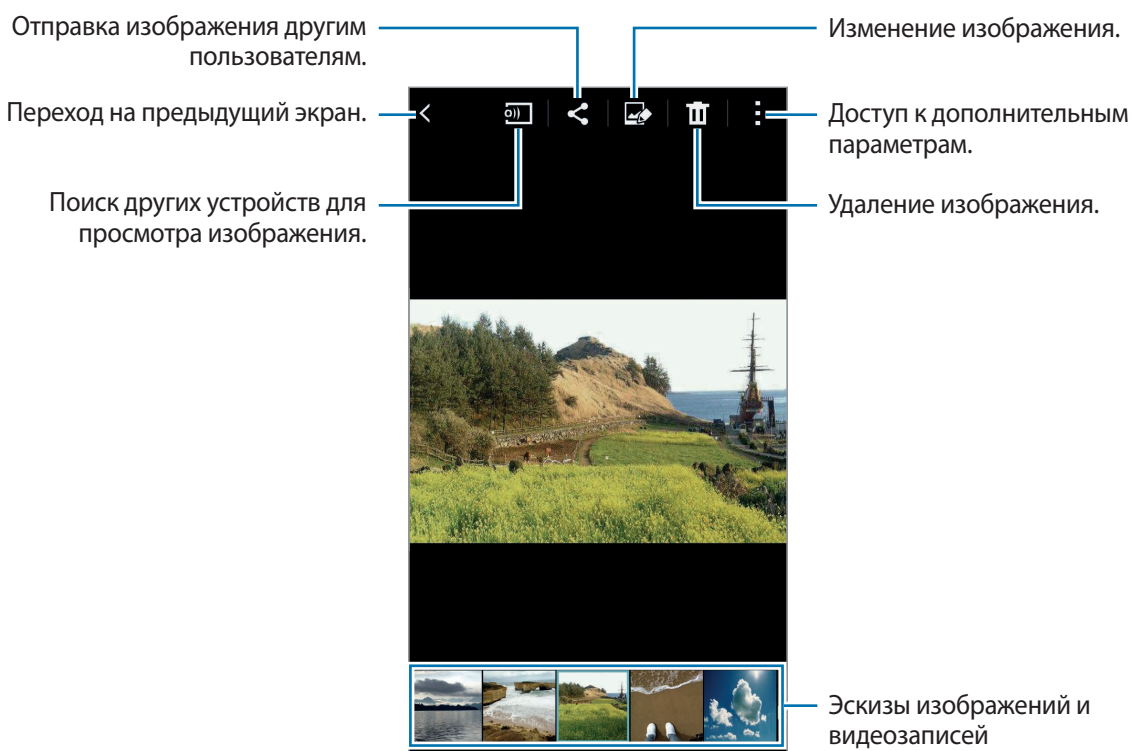 Отправка изображения другим
пользователям.
Изменение изображения.
Переход на предыдущий экран.
Доступ к дополнительным
параметрам.
Поиск других устройств для
просмотра изображения.
Удаление изображения.
Эскизы изображений и
видеозаписей